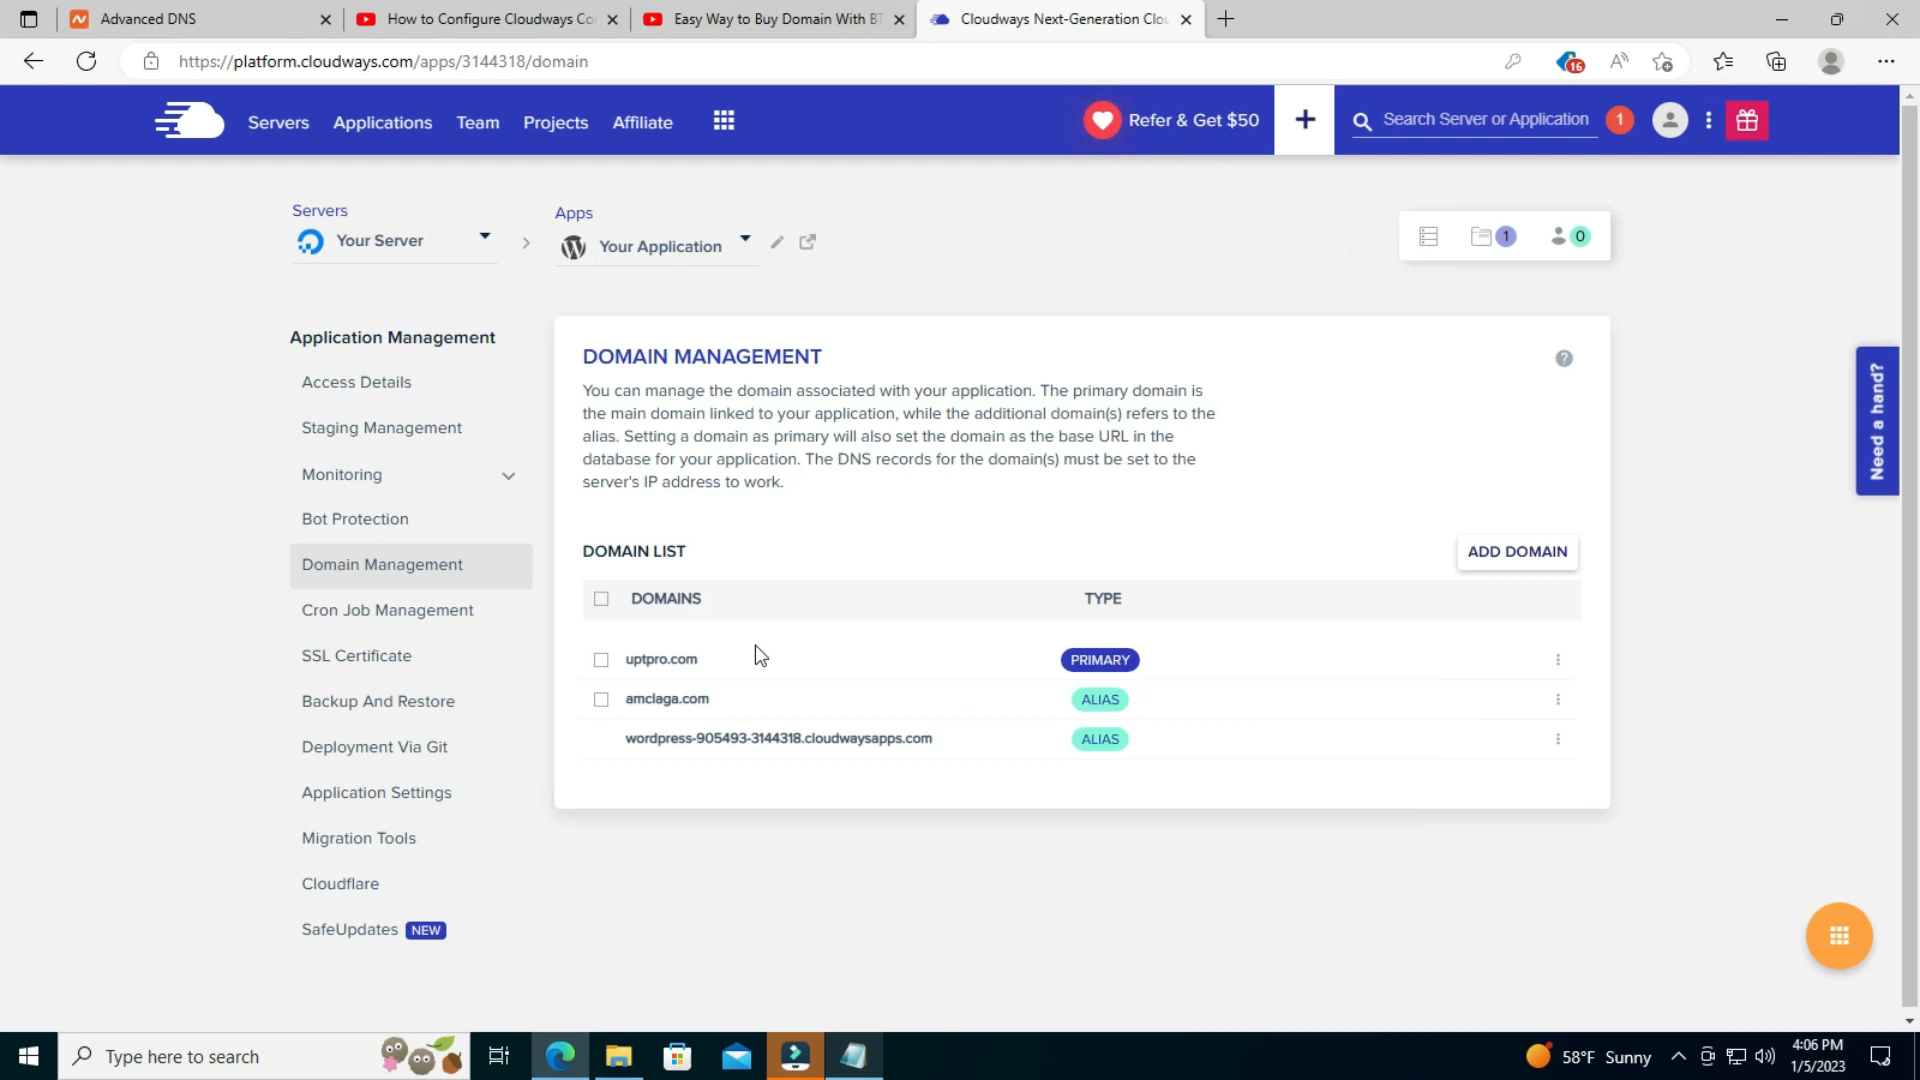 Advanced DNS
How to Configure Cloudways Co
Easy Way to Buy Domain With BT
Cloudways Next-Generation Clou
https://platform.cloudways.com/apps/3144318/domain
16
Servers
Applications
Team
Projects
Affiliate
Refer & Get $50
+
Search Server or Application
1
Servers
Your Server
Apps
Your Application
1
0
Application Management
Access Details
Staging Management
Monitoring
Bot Protection
Domain Management
Cron Job Management
SSL Certificate
Backup And Restore
Deployment Via Git
Application Settings
Migration Tools
Cloudflare
SafeUpdates NEW
DOMAIN MANAGEMENT
?
You can manage the domain associated with your application. The primary domain is
the main domain linked to your application, while the additional domain(s) refers to the
alias. Setting a domain as primary will also set the domain as the base URL in the
database for your application. The DNS records for the domain(s) must be set to the
server's IP address to work.
DOMAIN LIST
ADD DOMAIN
DOMAINS TYPE
uptpro.com PRIMARY
amclaga.com ALIAS
wordpress-905493-3144318.cloudwaysapps.com ALIAS
Need a hand?
Type here to search
58°F Sunny
4:06 PM
1/5/2023